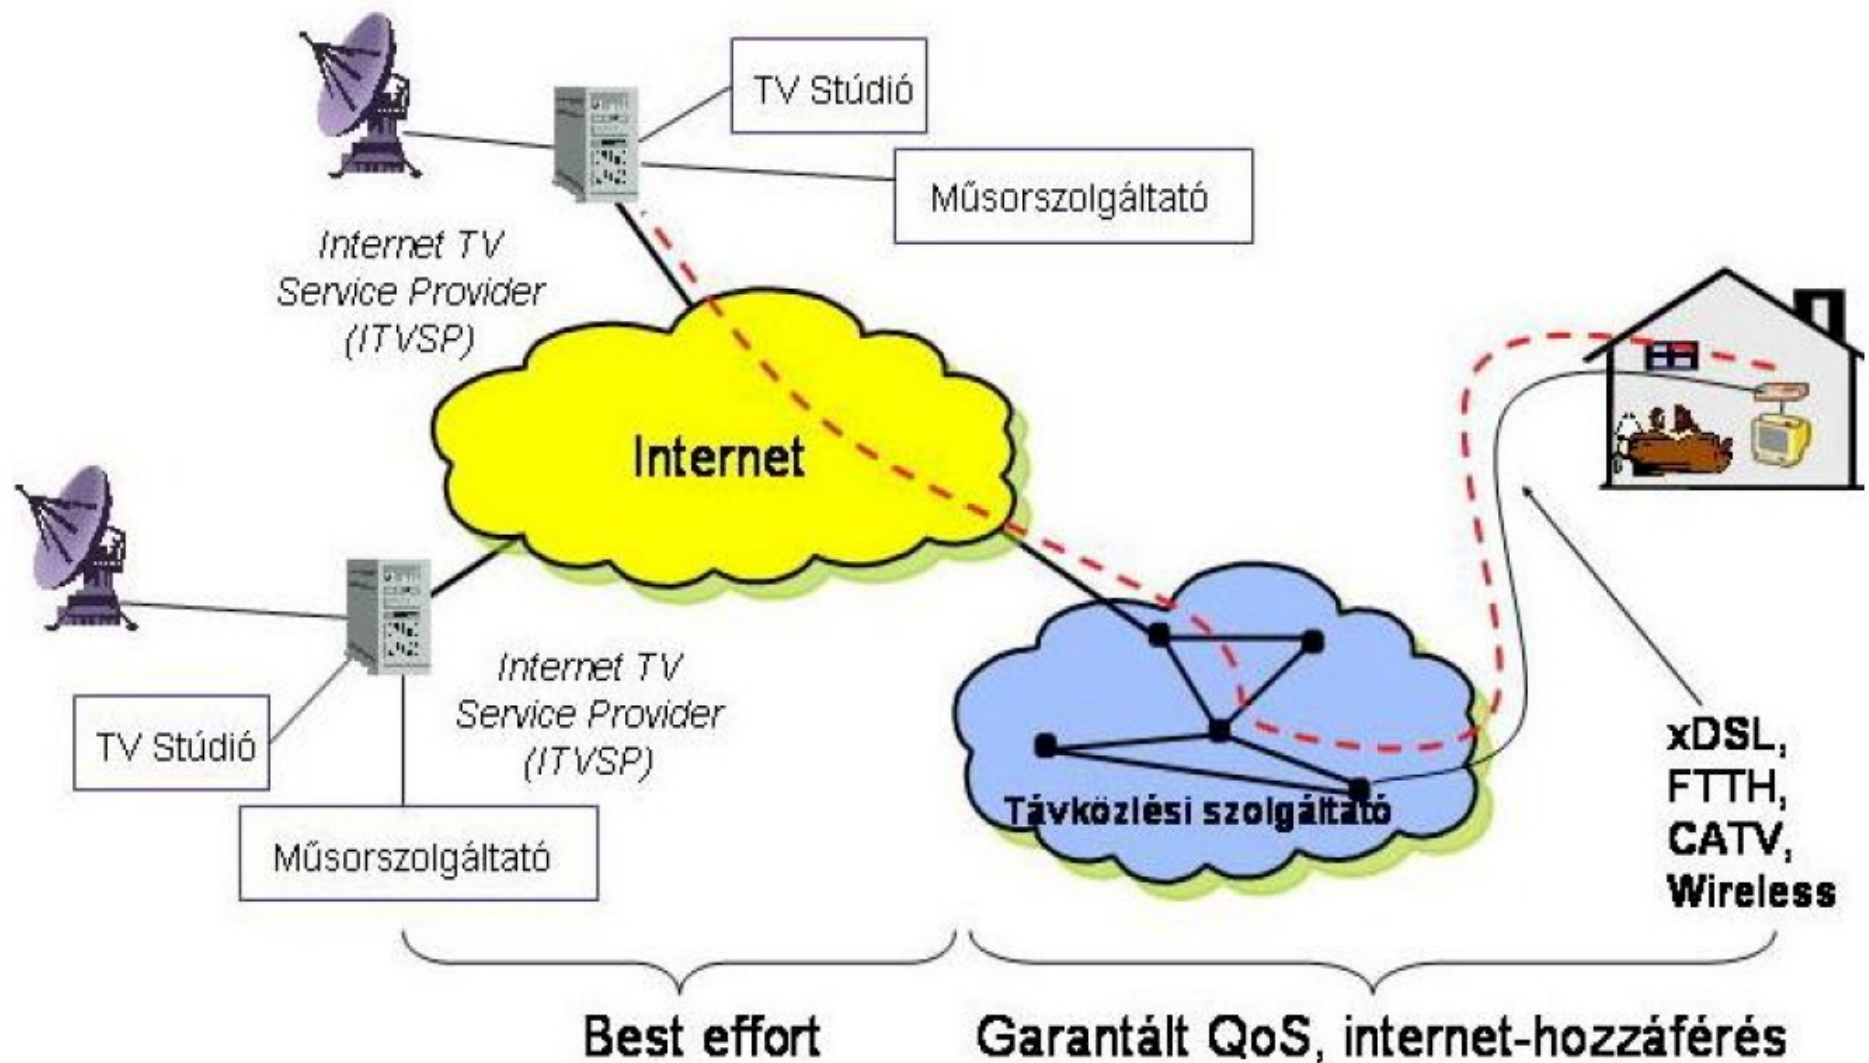 TV Stúdió
Műsorszolgáltató
Internet TV
Service Provider
(ITVSP)
Internet
Internet TV
Service Provider
(ITVSP)
TV Stúdió
Műsorszolgáltató
Távközlési szolgáltató
xDSL,
FTTH,
CATV,
Wireless
Best effort
Garantált QoS, internet-hozzáférés